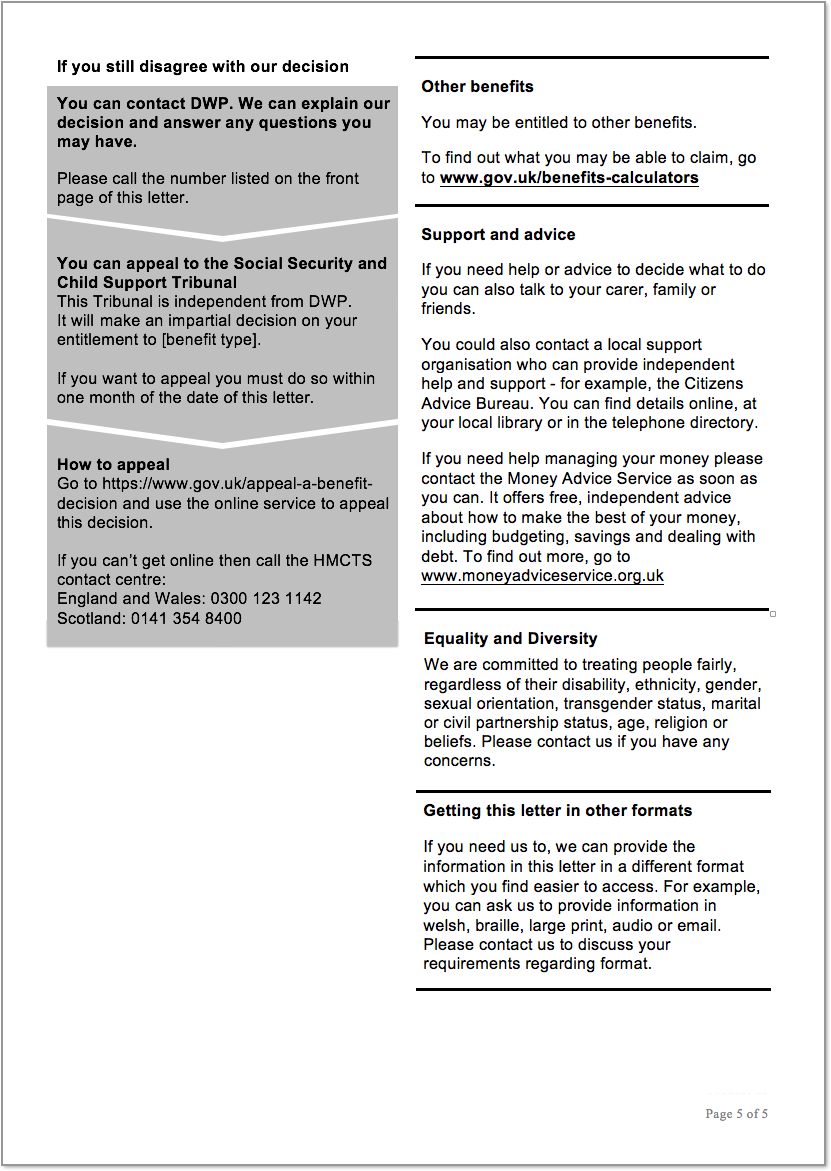 If you still disagree with our decision
You can contact DWP. We can explain our
decision and answer any questions you
may have.
Please call the number listed on the front
page of this letter.
You can appeal to the Social Security and
Child Support Tribunal
This Tribunal is independent from DWP.
It will make an impartial decision on your
entitlement to [benefit type].
If you want to appeal you must do so within
one month of the date of this letter.
How to appeal
Go to https://www.gov.uk/appeal-a-benefit-
decision and use the online service to appeal
this decision.
If you can’t get online then call the HMCTS
contact centre:
England and Wales: 0300 123 1142
Scotland: 0141 354 8400
Other benefits
You may be entitled to other benefits.
To find out what you may be able to claim, go
to www.gov.uk/benefits-calculators
Support and advice
If you need help or advice to decide what to do
you can also talk to your carer, family or
friends.
You could also contact a local support
organisation who can provide independent
help and support - for example, the Citizens
Advice Bureau. You can find details online, at
your local library or in the telephone directory.
If you need help managing your money please
contact the Money Advice Service as soon as
you can. It offers free, independent advice
about how to make the best of your money,
including budgeting, savings and dealing with
debt. To find out more, go to
www.moneyadviceservice.org.uk
Equality and Diversity
We are committed to treating people fairly,
regardless of their disability, ethnicity, gender,
sexual orientation, transgender status, marital
or civil partnership status, age, religion or
beliefs. Please contact us if you have any
concerns.
Getting this letter in other formats
If you need us to, we can provide the
information in this letter in a different format
which you find easier to access. For example,
you can ask us to provide information in
welsh, braille, large print, audio or email.
Please contact us to discuss your
requirements regarding format.
Page 5 of 5